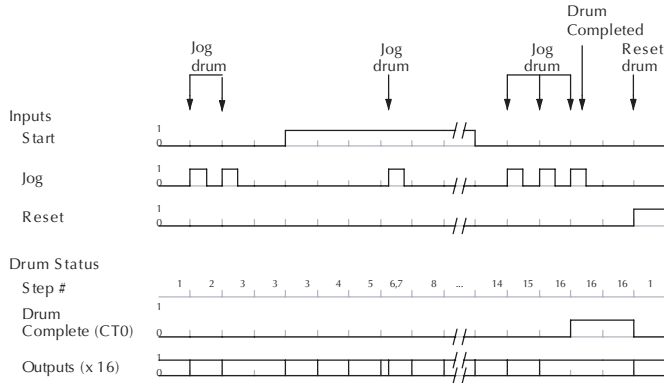 Drum
Completed
Jog
drum
Jog
drum
Jog
drum
Reset
drum
Inputs
Start
1
0
Jog
1
0
Reset
1
0
Drum Status
Step #
1 2 3 3 3 4 5 6,7 8 ... 14 15 16 16 16 1
Drum
Complete (CT0)
1
0
Outputs (x 16)
1
0